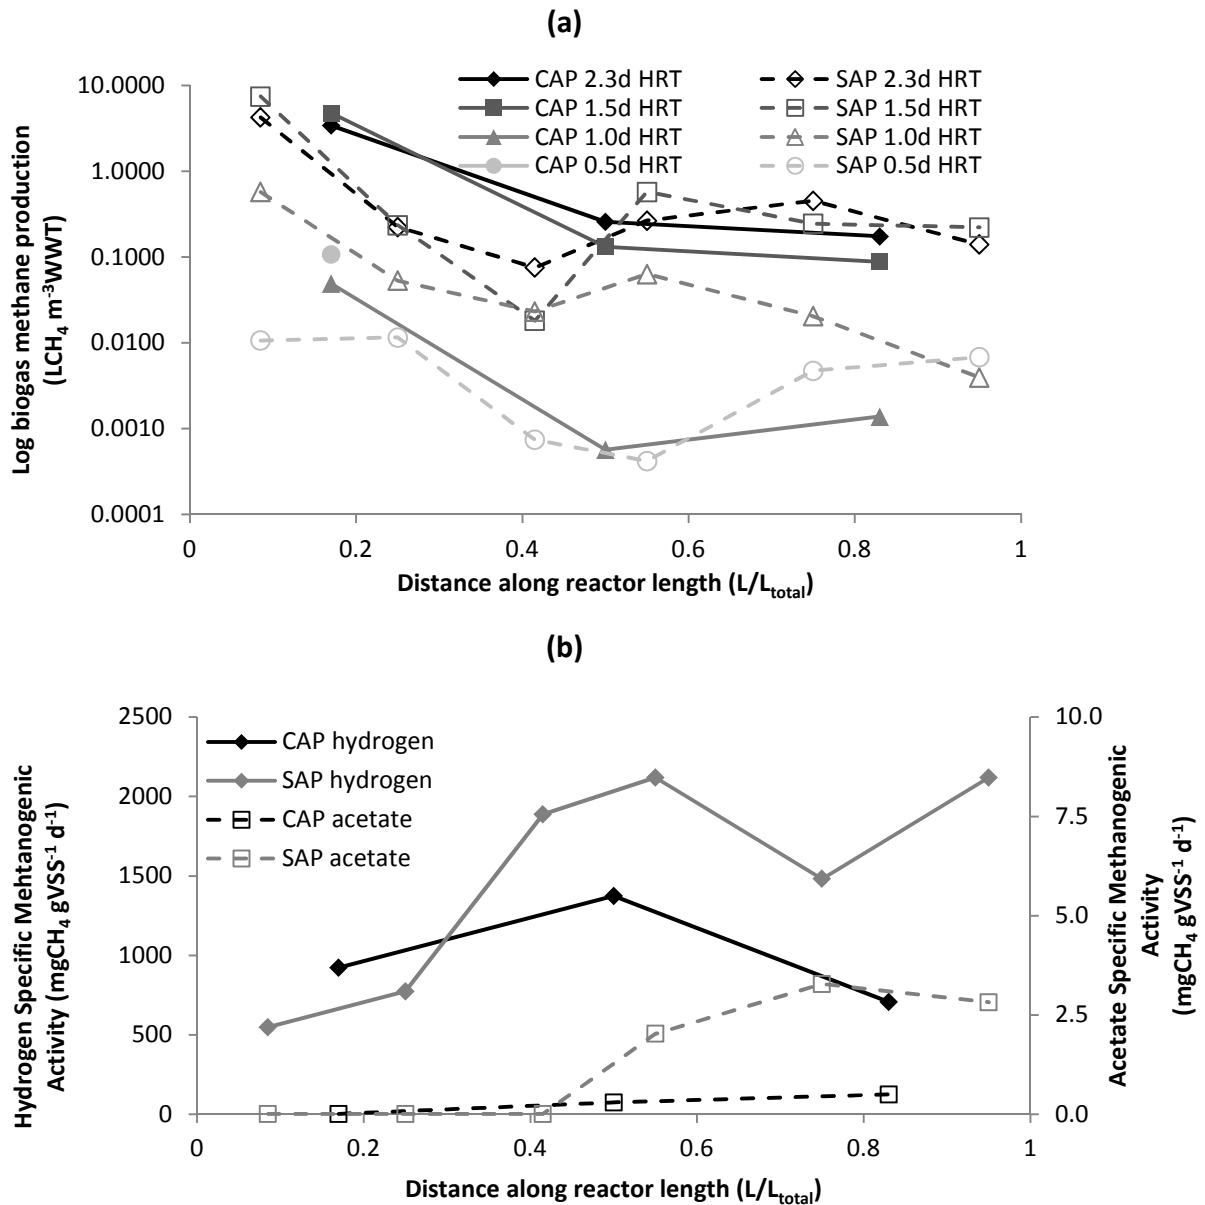 (a)
CAP 2.3d HRT
SAP 2.3d HRT
CAP 1.5d HRT
SAP 1.5d HRT
CAP 1.0d HRT
SAP 1.0d HRT
CAP 0.5d HRT
SAP 0.5d HRT
Log biogas methane production
(LCH₄ m⁻³WWT)
10.0000
1.0000
0.1000
0.0100
0.0010
0.0001
0
0.2
0.4
0.6
0.8
1
Distance along reactor length (L/Lₜₒₜₐₗ)
(b)
CAP hydrogen
SAP hydrogen
CAP acetate
SAP acetate
Hydrogen Specific Mehtanogenic
Activity (mgCH₄ gVSS⁻¹ d⁻¹)
2500
2000
1500
1000
500
0
10.0
7.5
5.0
2.5
0.0
Acetate Specific Methanogenic
Activity
(mgCH₄ gVSS⁻¹ d⁻¹)
0
0.2
0.4
0.6
0.8
1
Distance along reactor length (L/Lₜₒₜₐₗ)